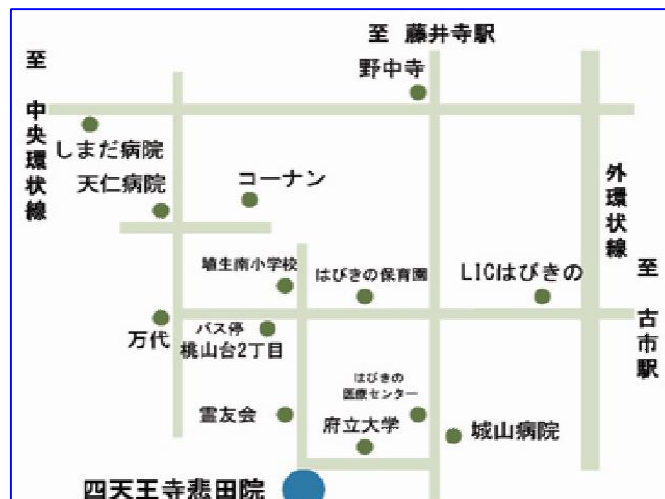 至 藤井寺駅
野中寺
至 中央環状線
しまだ病院
天仁病院
コーナン
外環状線
埴生南小学校
はびきの保育園
LICはびきの
至 古市駅
万代
バス停
桃山台2丁目
はびきの
医療センター
霊友会
府立大学
城山病院
四天王寺悲田院